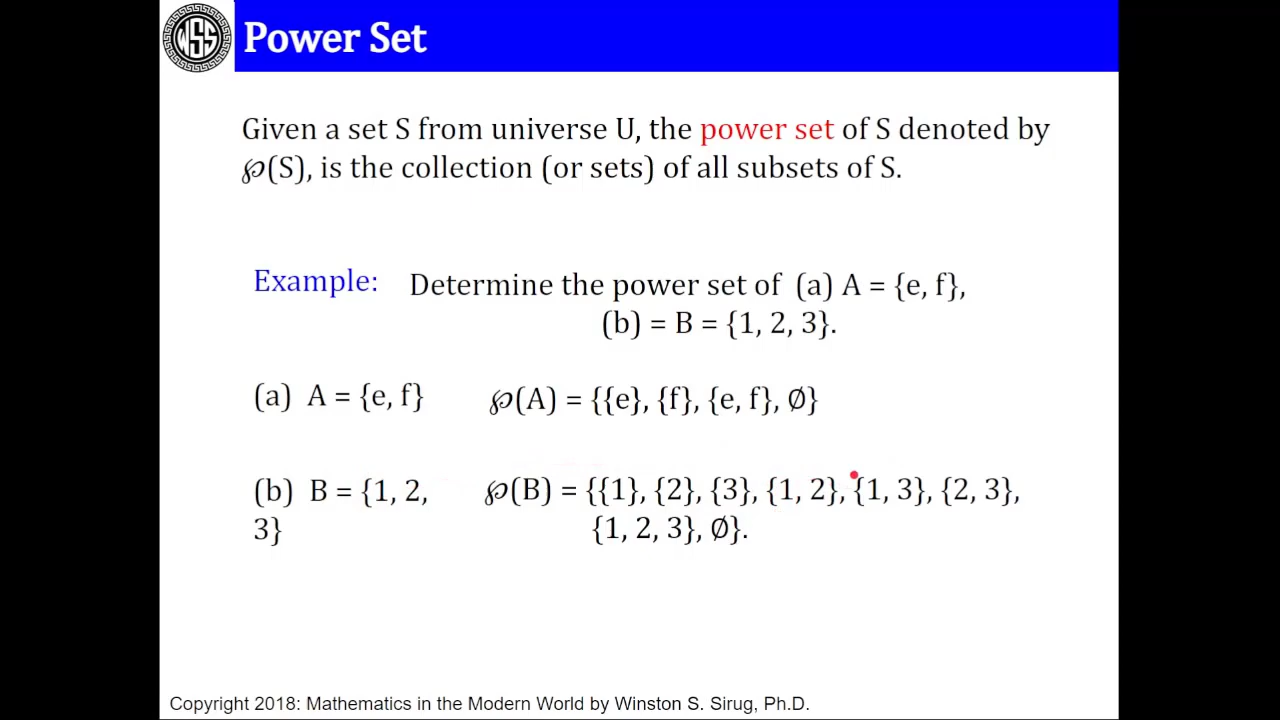 WSS
Power Set
Given a set S from universe U, the power set of S denoted by
℘(S), is the collection (or sets) of all subsets of S.
Example: Determine the power set of (a) A = {e, f},
(b) = B = {1, 2, 3}.
(a) A = {e, f} ℘(A) = {{e}, {f}, {e, f}, ∅}
(b) B = {1, 2, ℘(B) = {{1}, {2}, {3}, {1, 2}, {1, 3}, {2, 3},
3} {1, 2, 3}, ∅}.
Copyright 2018: Mathematics in the Modern World by Winston S. Sirug, Ph.D.